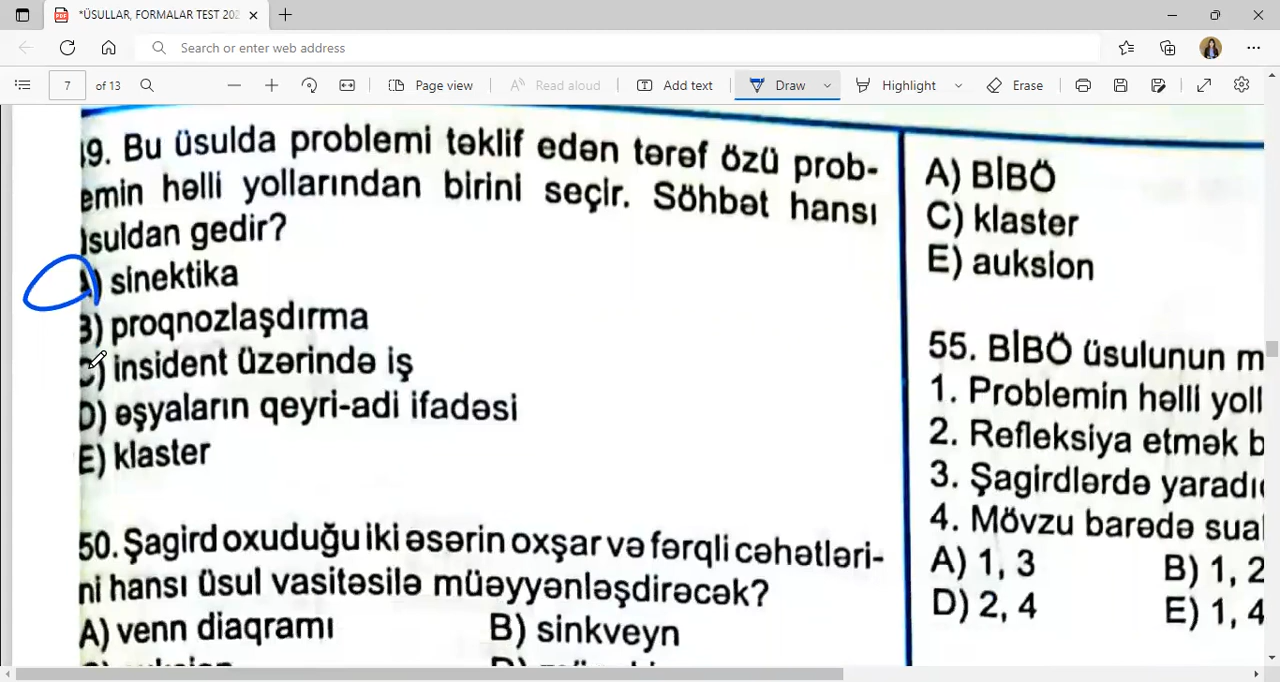 *ÜSULLAR, FORMALAR TEST 202
Search or enter web address
7 of 13
Page view
Read aloud
Add text
Draw
Highlight
Erase
9. Bu üsulda problemi təklif edən tərəf özü prob-
emin həlli yollarından birini seçir. Söhbət hansı
suldan gedir?
A) sinektika
B) proqnozlaşdırma
C) insident üzərində iş
D) əşyaların qeyri-adi ifadəsi
E) klaster
50. Şagird oxuduğu iki əsərin oxşar və fərqli cəhətləri-
ni hansı üsul vasitəsilə müəyyənləşdirəcək?
A) venn diaqramı B) sinkveyn
A) BİBÖ
C) klaster
E) auksion
55. BİBÖ üsulunun m
1. Problemin həlli yoll
2. Refleksiya etmək b
3. Şagirdlərdə yaradı
4. Mövzu barədə sua
A) 1, 3 B) 1, 2
D) 2, 4 E) 1, 4